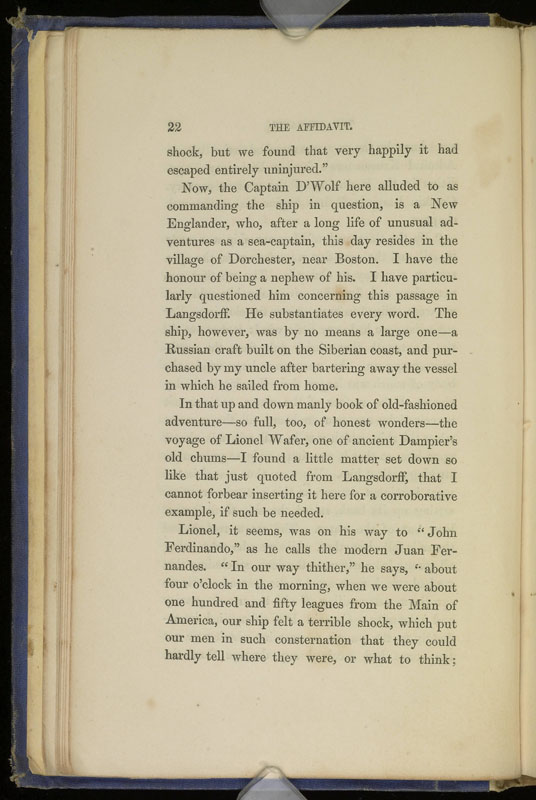 22 THE AFFIDAVIT.
shock, but we found that very happily it had
escaped entirely uninjured.”
Now, the Captain D’Wolf here alluded to as
commanding the ship in question, is a New
Englander, who, after a long life of unusual ad-
ventures as a sea-captain, this day resides in the
village of Dorchester, near Boston. I have the
honour of being a nephew of his. I have particu-
larly questioned him concerning this passage in
Langsdorff. He substantiates every word. The
ship, however, was by no means a large one—a
Russian craft built on the Siberian coast, and pur-
chased by my uncle after bartering away the vessel
in which he sailed from home.
In that up and down manly book of old-fashioned
adventure—so full, too, of honest wonders—the
voyage of Lionel Wafer, one of ancient Dampier’s
old chums—I found a little matter set down so
like that just quoted from Langsdorff, that I
cannot forbear inserting it here for a corroborative
example, if such be needed.
Lionel, it seems, was on his way to “John
Ferdinando,” as he calls the modern Juan Fer-
nandes. “In our way thither,” he says, “about
four o’clock in the morning, when we were about
one hundred and fifty leagues from the Main of
America, our ship felt a terrible shock, which put
our men in such consternation that they could
hardly tell where they were, or what to think;